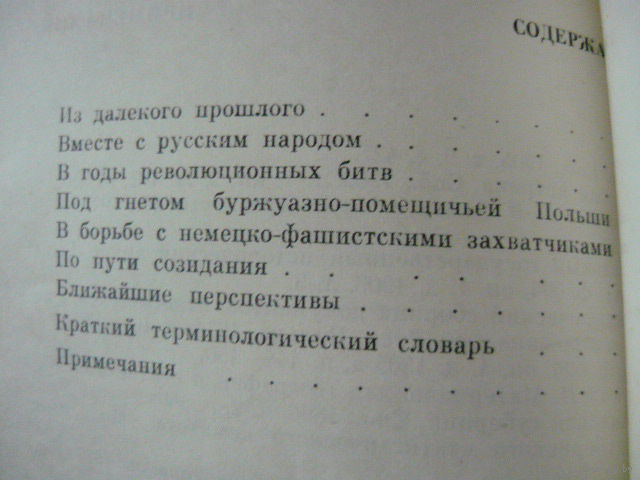 СОДЕРЖА
Из далекого прошлого . . . . . .
Вместе с русским народом . . . . .
В годы революционных битв . . . . .
Под гнетом буржуазно-помещичьей Польши
В борьбе с немецко-фашистскими захватчиками
По пути созидания . . . . . . .
Ближайшие перспективы . . . . . .
Краткий терминологический словарь . . .
Примечания . . . . . . . . .